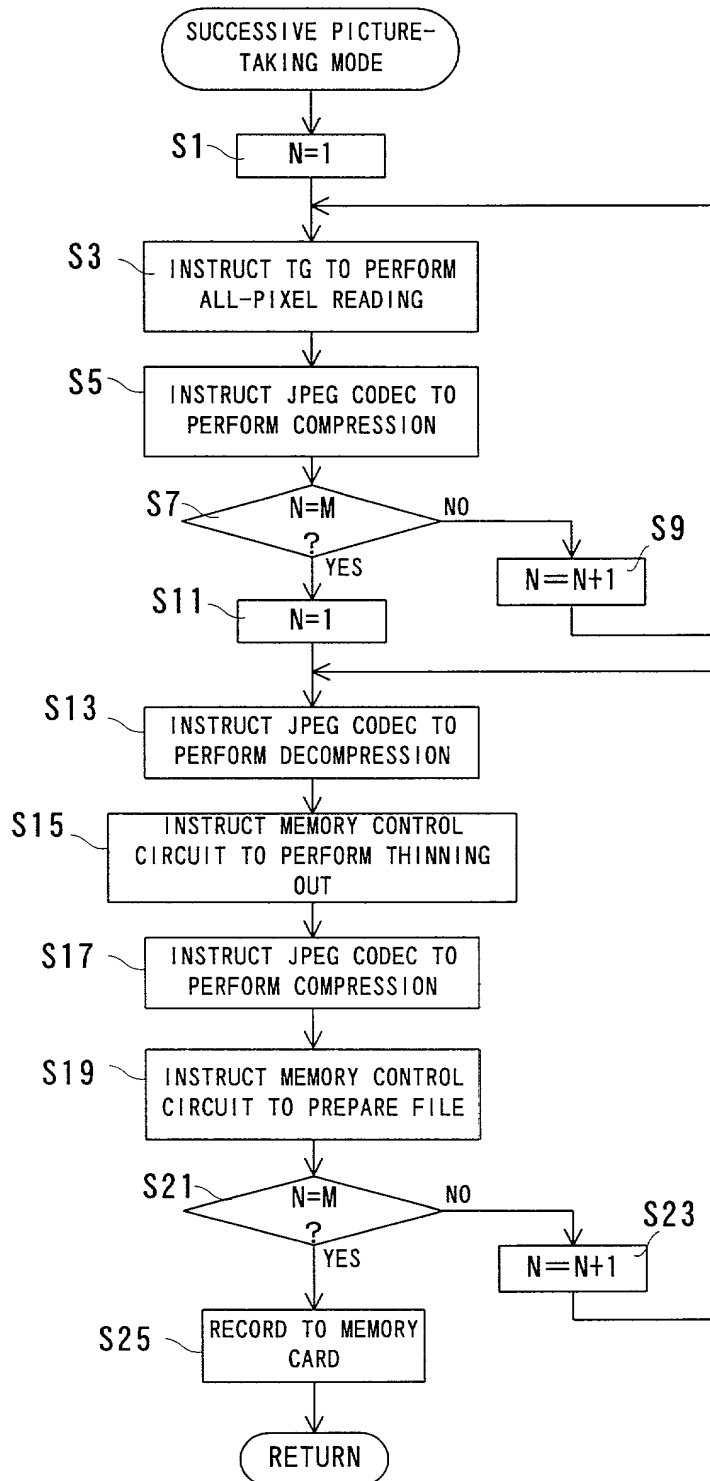 SUCCESSIVE PICTURE-
TAKING MODE
S1
N=1
S3
INSTRUCT TG TO PERFORM
ALL-PIXEL READING
S5
INSTRUCT JPEG CODEC TO
PERFORM COMPRESSION
S7
N=M
?
NO
YES
S9
N=N+1
S11
N=1
S13
INSTRUCT JPEG CODEC TO
PERFORM DECOMPRESSION
S15
INSTRUCT MEMORY CONTROL
CIRCUIT TO PERFORM THINNING
OUT
S17
INSTRUCT JPEG CODEC TO
PERFORM COMPRESSION
S19
INSTRUCT MEMORY CONTROL
CIRCUIT TO PREPARE FILE
S21
N=M
?
NO
YES
S23
N=N+1
S25
RECORD TO MEMORY
CARD
RETURN